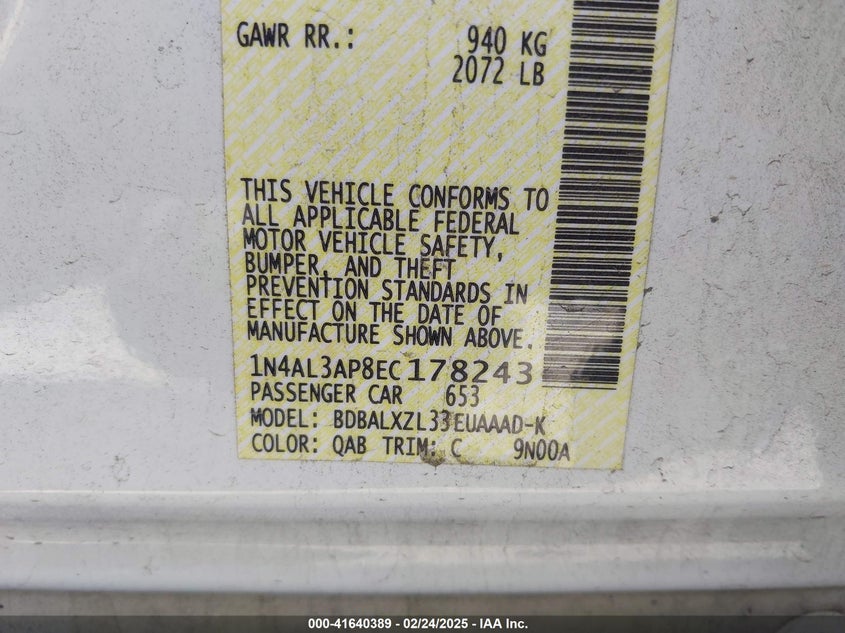 GAWR RR.: 940 KG
2072 LB
THIS VEHICLE CONFORMS TO
ALL APPLICABLE FEDERAL
MOTOR VEHICLE SAFETY,
BUMPER, AND THEFT
PREVENTION STANDARDS IN
EFFECT ON THE DATE OF
MANUFACTURE SHOWN ABOVE.
1N4AL3AP8EC178243
PASSENGER CAR 653
MODEL: BDBALXZL33EUAAAD-K
COLOR: QAB TRIM: C 9N00A
000-41640389 - 02/24/2025 - IAA Inc.